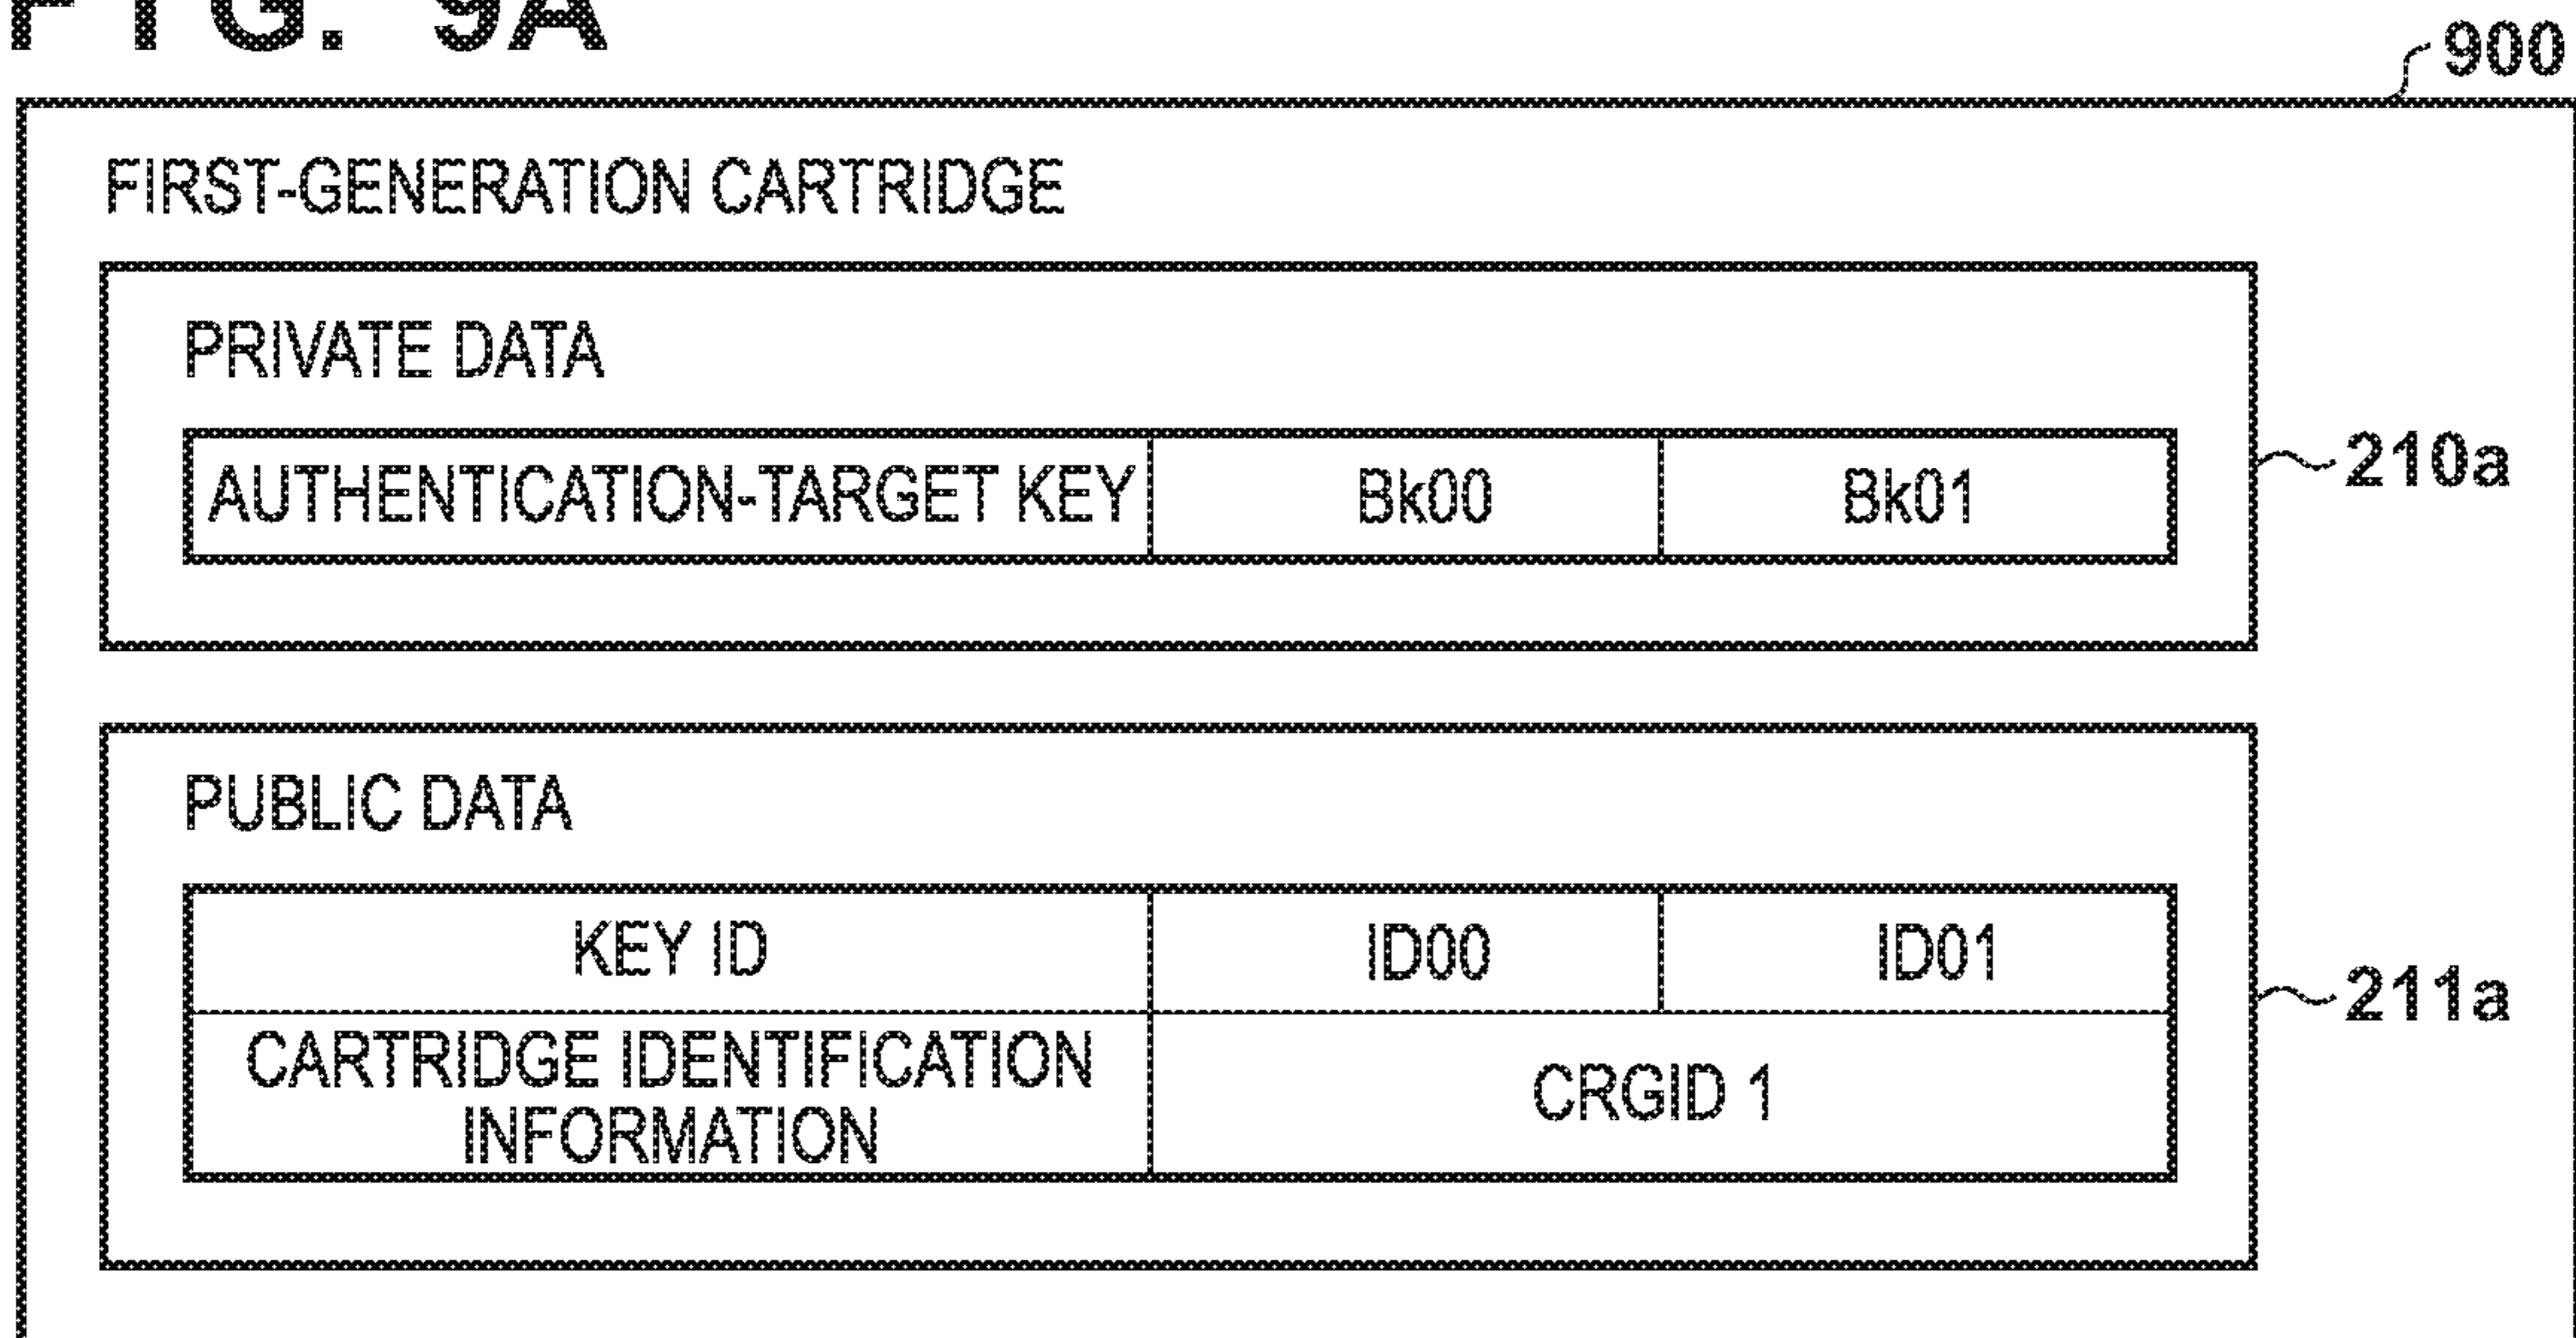 FIG. 9A
900
FIRST-GENERATION CARTRIDGE
PRIVATE DATA
AUTHENTICATION-TARGET KEY Bk00 Bk01
210a
PUBLIC DATA
KEY ID ID00 ID01
211a
CARTRIDGE IDENTIFICATION
INFORMATION
CRGID 1